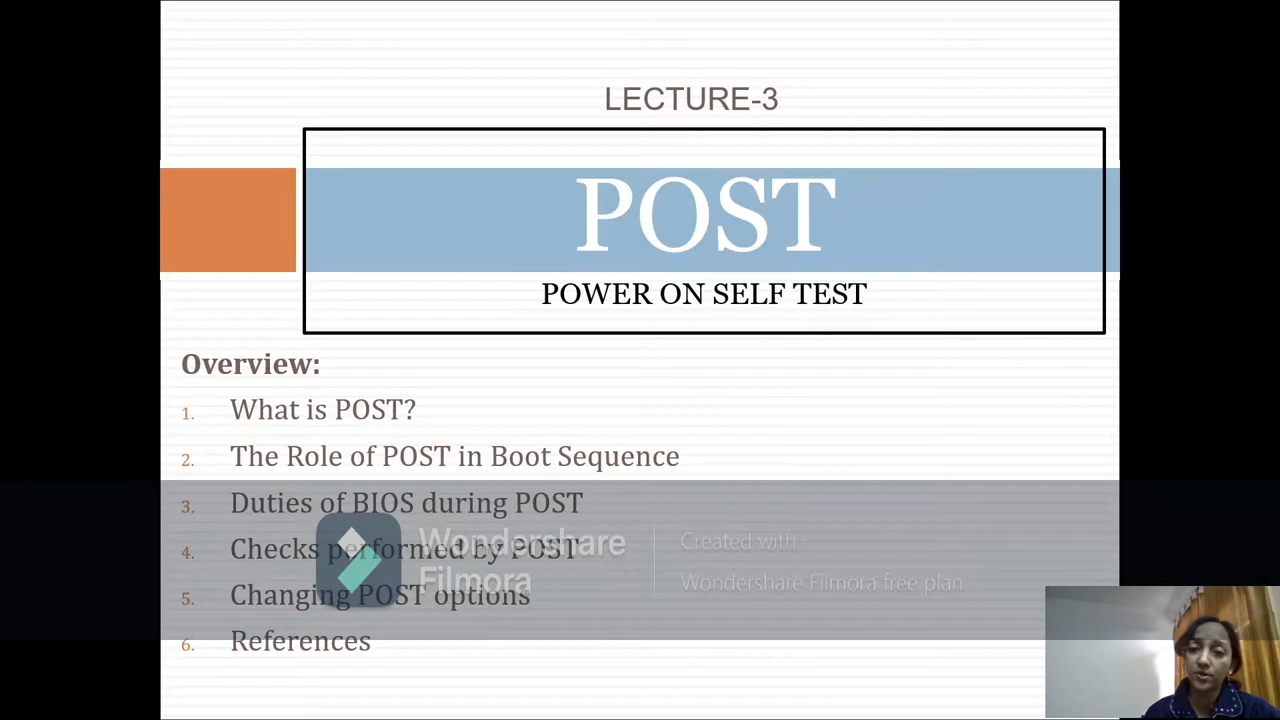 LECTURE-3
POST
POWER ON SELF TEST
Overview:
1. What is POST?
2. The Role of POST in Boot Sequence
3. Duties of BIOS during POST
4. Checks performed by POST
5. Changing POST options
6. References
Wondershare
Filmora
Created with
Wondershare Filmora free plan